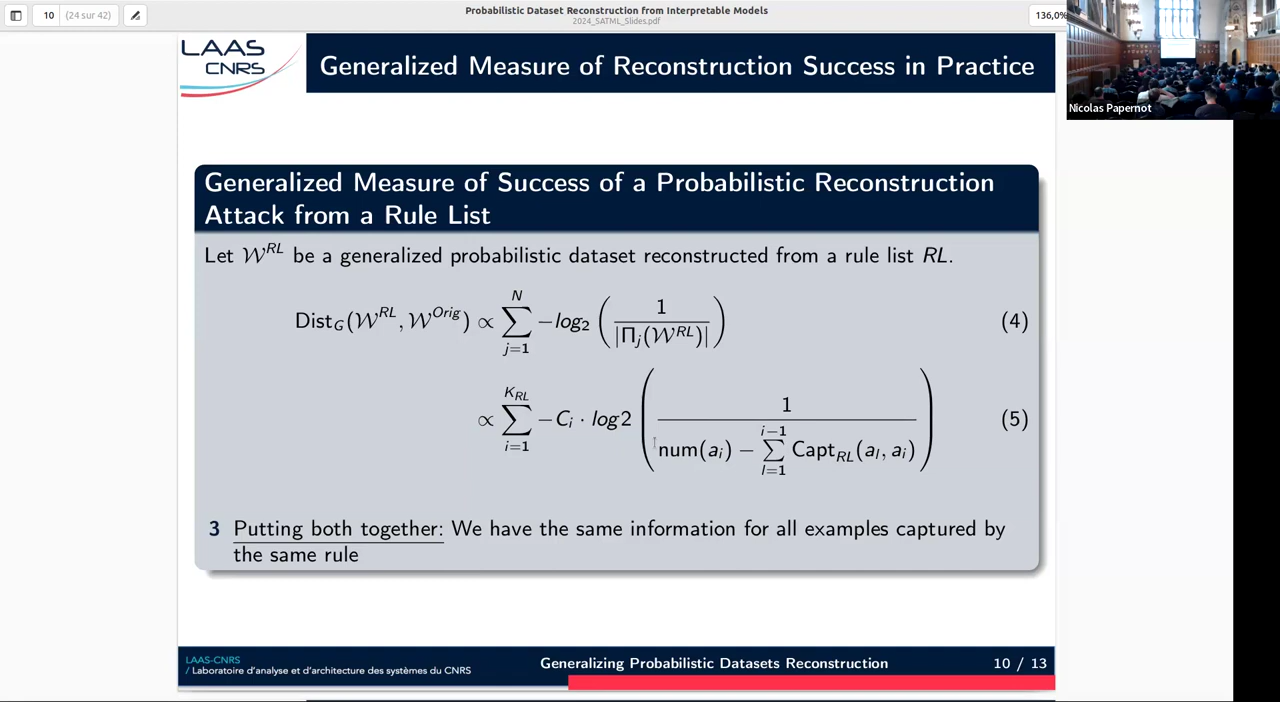 10 (24 sur 42)
Probabilistic Dataset Reconstruction from Interpretable Models
2024_SATML_Slides.pdf
136,0%
Nicolas Papernot
LAAS
CNRS
Generalized Measure of Reconstruction Success in Practice
Generalized Measure of Success of a Probabilistic Reconstruction
Attack from a Rule List
Let 𝒲^{RL} be a generalized probabilistic dataset reconstructed from a rule list RL.
Dist_G(𝒲^{RL}, 𝒲^{Orig}) ∝ ∑_{j=1}^{N} −log_2 ( 1 / |Π_j(𝒲^{RL})| ) (4)
∝ ∑_{i=1}^{K_{RL}} −C_i · log2 ( 1 / ( num(a_i) − ∑_{l=1}^{i−1} Capt_{RL}(a_l, a_i) ) ) (5)
3 Putting both together: We have the same information for all examples captured by
the same rule
LAAS-CNRS
/ Laboratoire d'analyse et d'architecture des systèmes du CNRS
Generalizing Probabilistic Datasets Reconstruction
10 / 13